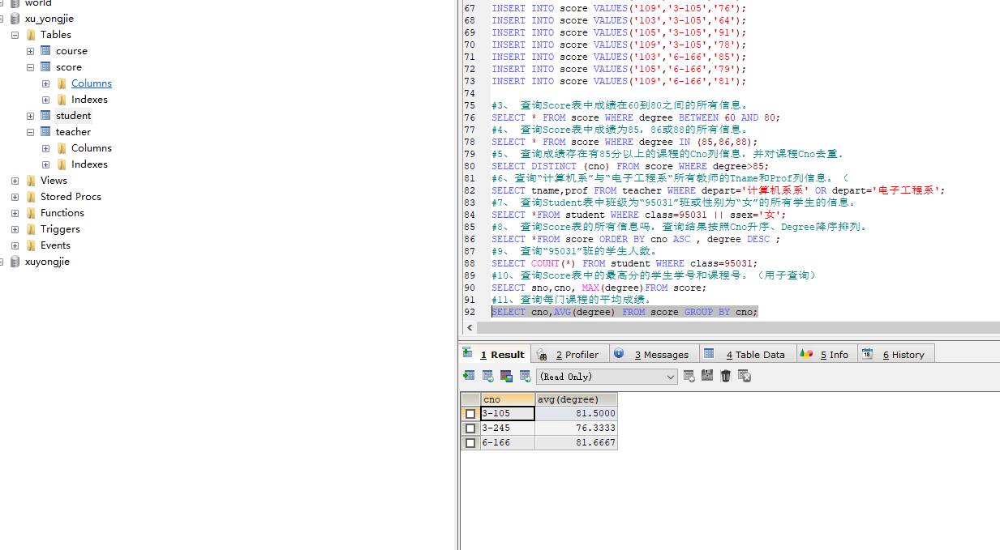 world
xu_yongjie
Tables
course
score
Columns
Indexes
student
teacher
Columns
Indexes
Views
Stored Procs
Functions
Triggers
Events
xuyongjie
67 INSERT INTO score VALUES('109','3-105','76');
68 INSERT INTO score VALUES('103','3-105','64');
69 INSERT INTO score VALUES('105','3-105','91');
70 INSERT INTO score VALUES('109','3-105','78');
71 INSERT INTO score VALUES('103','6-166','85');
72 INSERT INTO score VALUES('105','6-166','79');
73 INSERT INTO score VALUES('109','6-166','81');
74
75 #3、 查询Score表中成绩在60到80之间的所有信息。
76 SELECT * FROM score WHERE degree BETWEEN 60 AND 80;
77 #4、 查询Score表中成绩为85，86或88的所有信息。
78 SELECT * FROM score WHERE degree IN (85,86,88);
79 #5、 查询成绩存在有85分以上的课程的Cno列信息，并对课程Cno去重.
80 SELECT DISTINCT (cno) FROM score WHERE degree>85;
81 #6、查询“计算机系”与“电子工程系“所有教师的Tname和Prof列信息。（
82 SELECT tname,prof FROM teacher WHERE depart='计算机系系' OR depart='电子工程系';
83 #7、 查询Student表中班级为“95031”班或性别为“女”的所有学生的信息。
84 SELECT *FROM student WHERE class=95031 || ssex='女';
85 #8、 查询Score表的所有信息吗，查询结果按照Cno升序、Degree降序排列。
86 SELECT *FROM score ORDER BY cno ASC , degree DESC ;
87 #9、 查询“95031”班的学生人数。
88 SELECT COUNT(*) FROM student WHERE class=95031;
89 #10、查询Score表中的最高分的学生学号和课程号。（用子查询）
90 SELECT sno,cno, MAX(degree)FROM score;
91 #11、查询每门课程的平均成绩。
92 SELECT cno,AVG(degree) FROM score GROUP BY cno;
1 Result 2 Profiler 3 Messages 4 Table Data 5 Info 6 History
(Read Only)
cno avg(degree)
3-105 81.5000
3-245 76.3333
6-166 81.6667